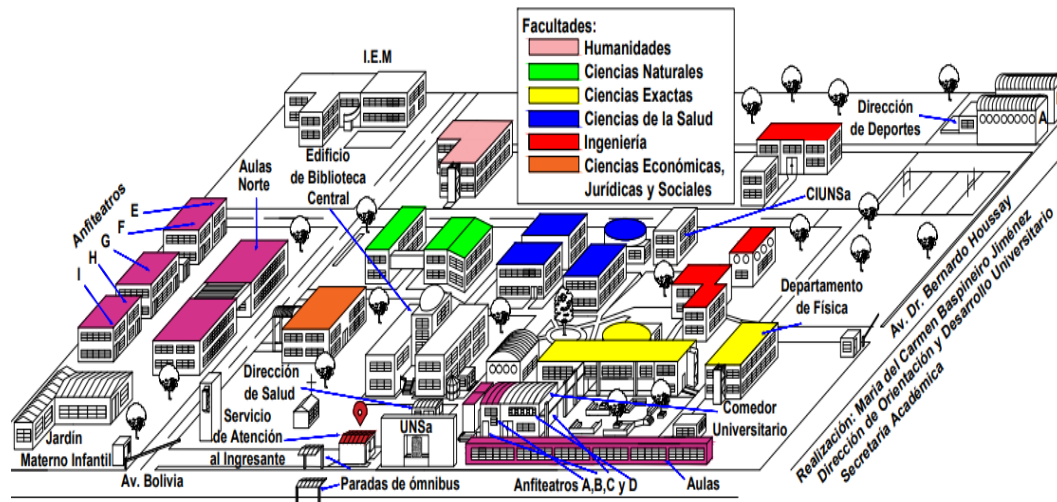 Facultades:
Humanidades
Ciencias Naturales
Ciencias Exactas
Ciencias de la Salud
Ingeniería
Ciencias Económicas,
Jurídicas y Sociales
I.E.M
Edificio
de Biblioteca
Central
Aulas
Norte
Anfiteatros
E
F
G
H
I
Dirección
de Deportes
A
CIUNSa
Departamento
de Física
Av. Dr. Bernardo Houssay
Realización: María del Carmen Baspineiro Jiménez
Dirección de Orientación y Desarrollo Universitario
Secretaría Académica
Dirección
de Salud
Servicio
de Atención
al Ingresante
UNSa
Comedor
Universitario
Jardín
Materno Infantil
Av. Bolivia
Paradas de ómnibus
Anfiteatros A,B,C y D
Aulas